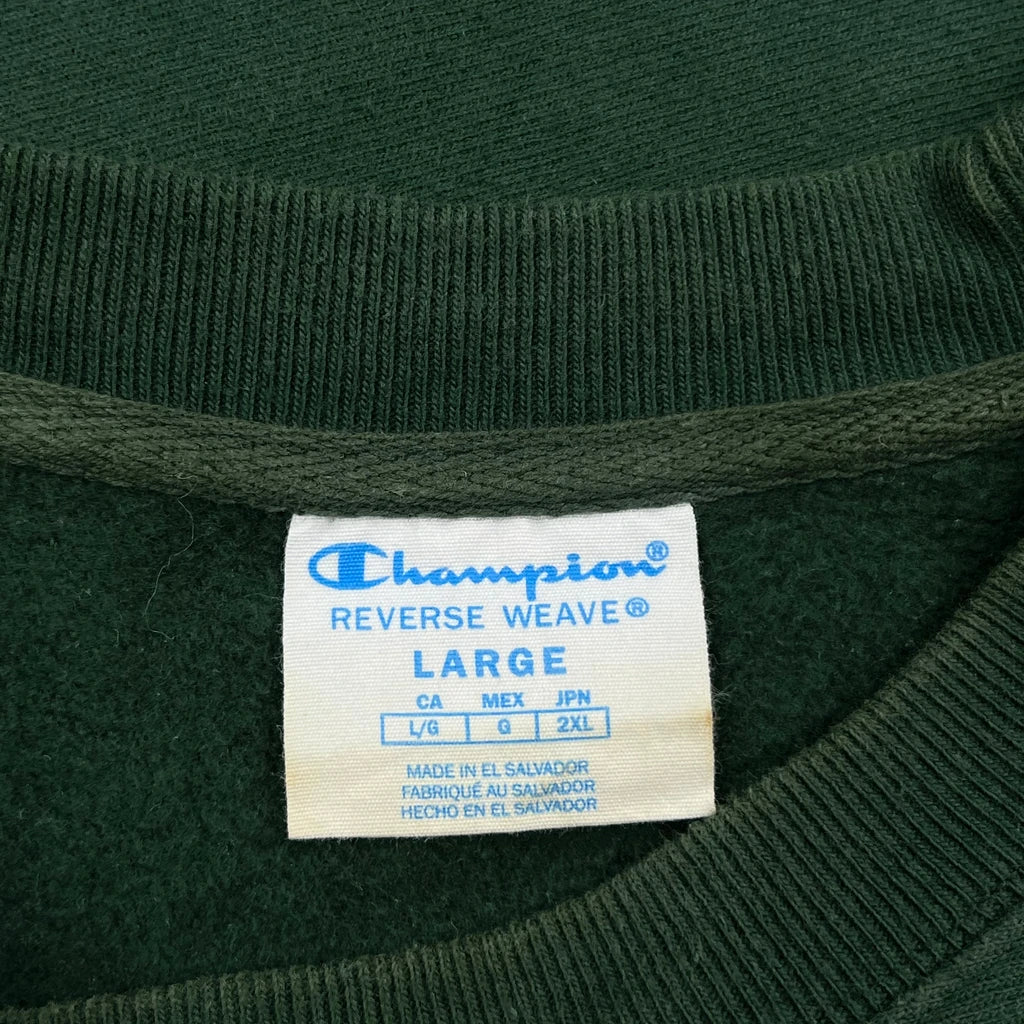 Champion®
REVERSE WEAVE®
LARGE
CA MEX JPN
L/G G 2XL
MADE IN EL SALVADOR
FABRIQUÉ AU SALVADOR
HECHO EN EL SALVADOR